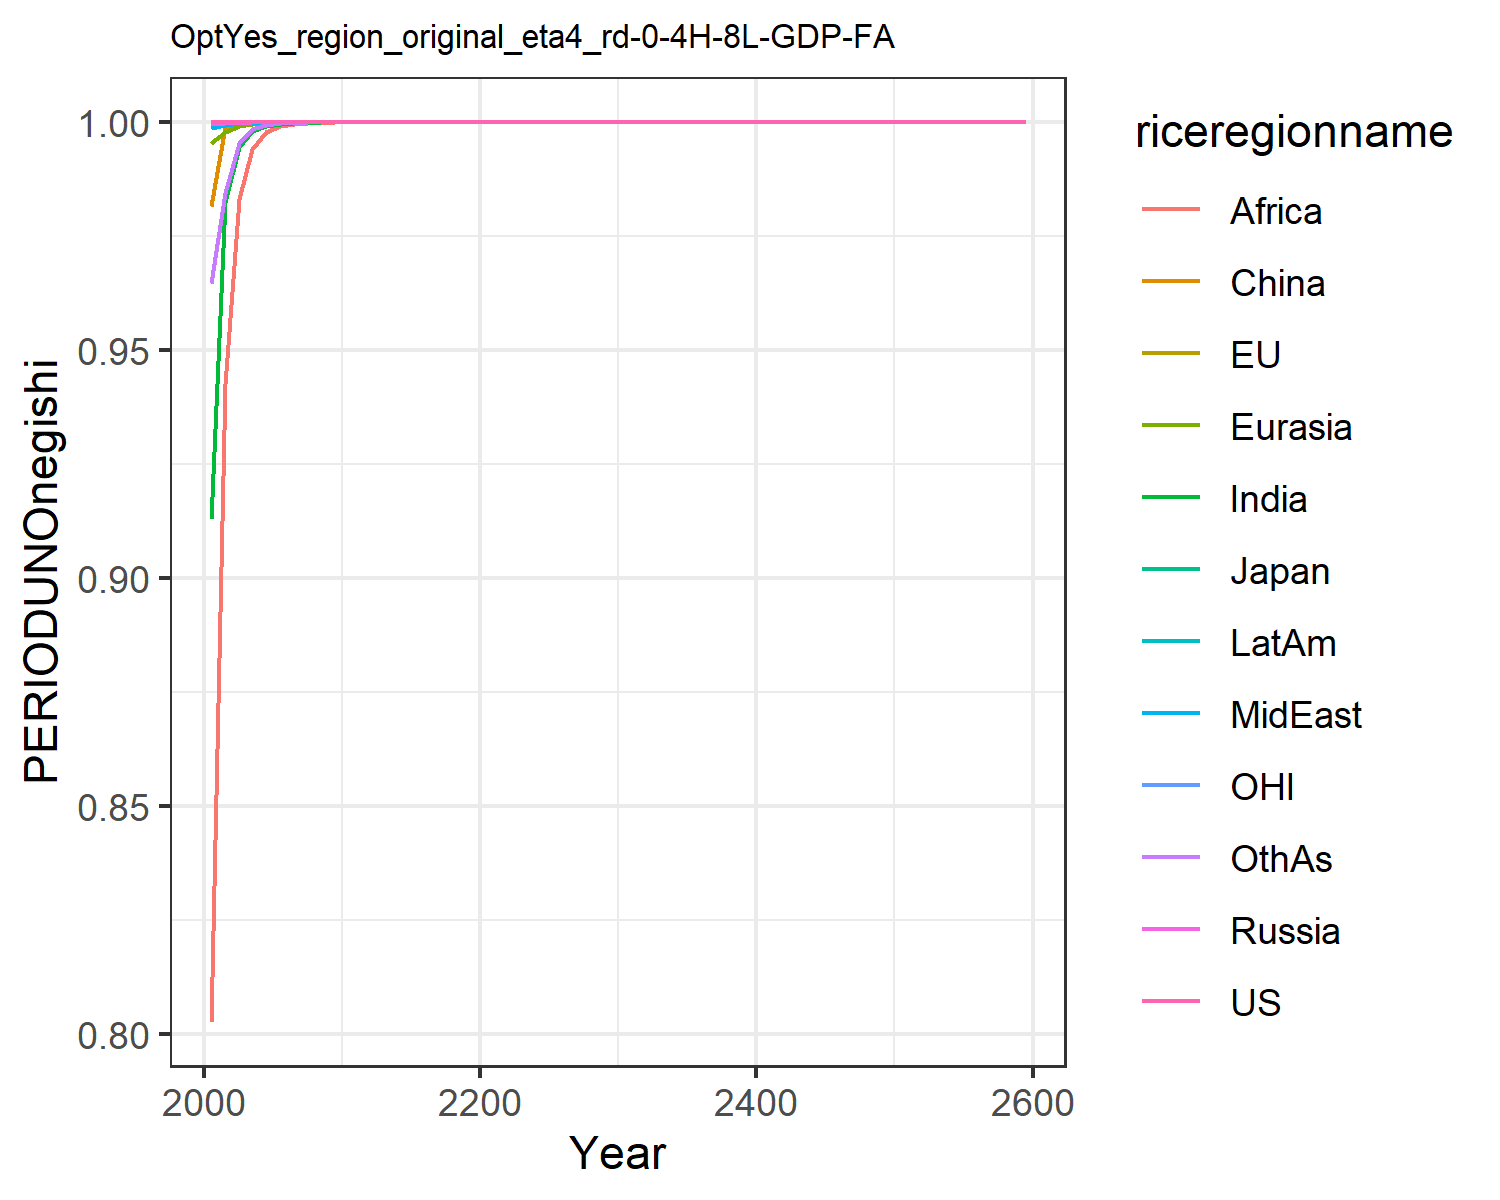 OptYes_region_original_eta4_rd-0-4H-8L-GDP-FA
PERIODUNOnegishi
1.00
0.95
0.90
0.85
0.80
2000
2200
2400
2600
Year
riceregionname
Africa
China
EU
Eurasia
India
Japan
LatAm
MidEast
OHI
OthAs
Russia
US